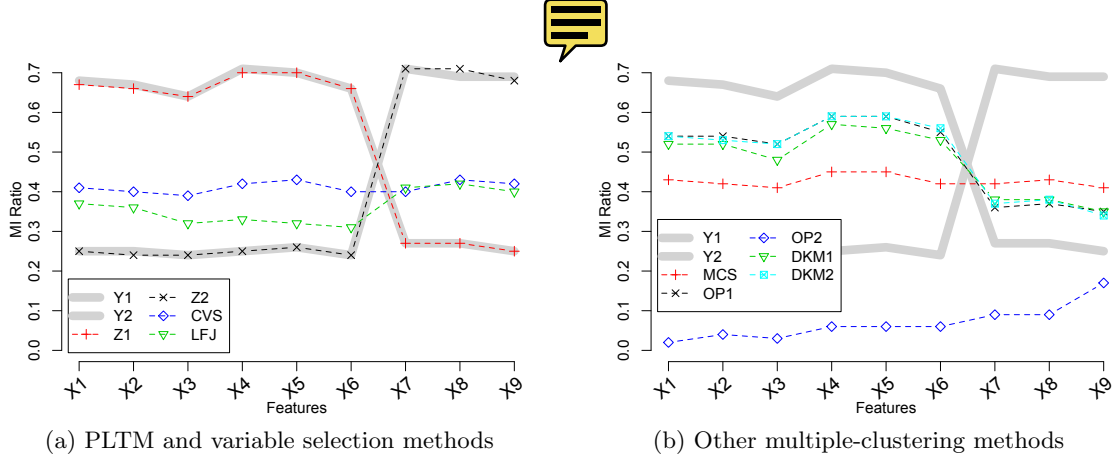 MI Ratio
0.0 0.1 0.2 0.3 0.4 0.5 0.6 0.7
Y1
Y2
Z1
Z2
CVS
LFJ
X1 X2 X3 X4 X5 X6 X7 X8 X9
Features
(a) PLTM and variable selection methods
MI Ratio
0.0 0.1 0.2 0.3 0.4 0.5 0.6 0.7
Y1
Y2
MCS
OP1
OP2
DKM1
DKM2
X1 X2 X3 X4 X5 X6 X7 X8 X9
Features
(b) Other multiple-clustering methods